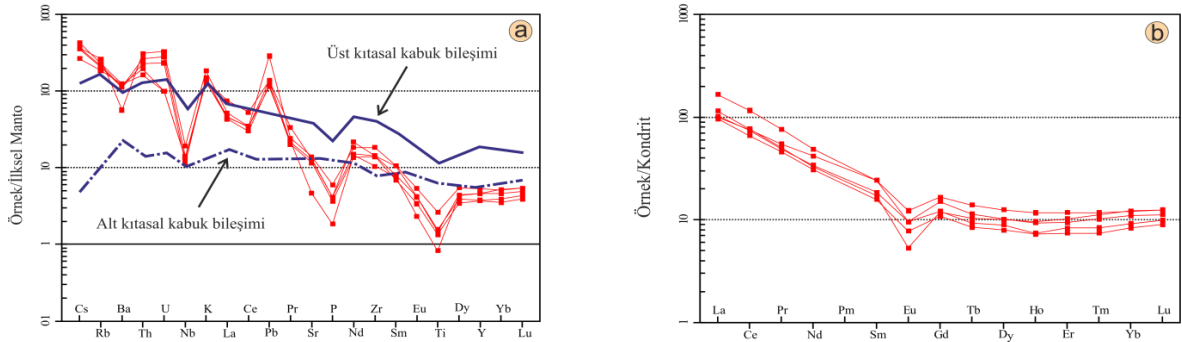 a
1000
100
10
1
01
Örnek/İlksel Manto
Üst kıtasal kabuk bileşimi
Alt kıtasal kabuk bileşimi
Cs Ba U K Ce Pr P Zr Eu Dy Yb
Th La Pb Sr Nd Sm Ti Y Lu
Rb Nb
b
1000
100
10
1
Örnek/Kondrit
La Pr Pm Eu Tb Ho Tm Lu
Ce Nd Sm Gd Dy Er Yb